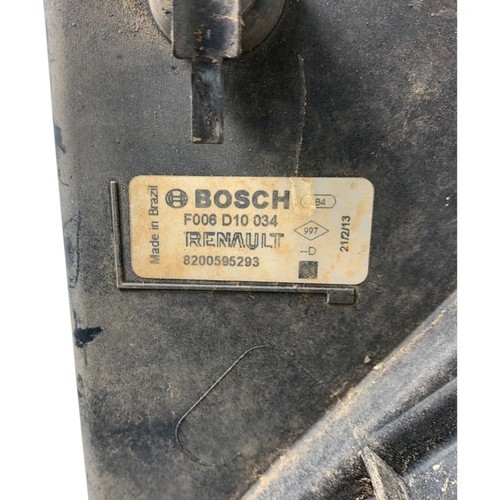 Made in Brazil
BOSCH
F006 D10 034
RENAULT
8200595293
997
--D
21/2/13